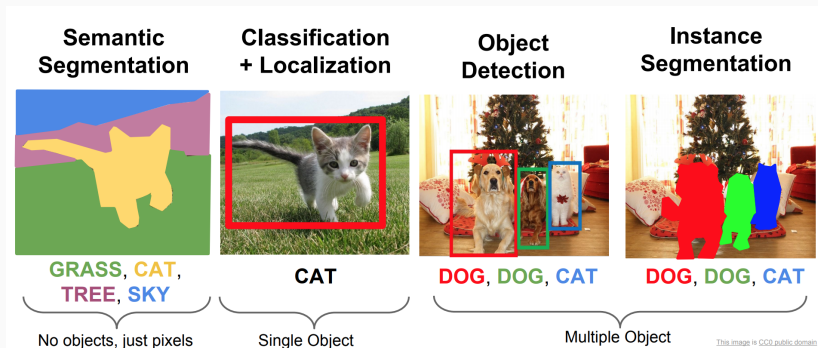 Semantic
Segmentation
Classification
+ Localization
Object
Detection
Instance
Segmentation
GRASS, CAT,
TREE, SKY
CAT
DOG, DOG, CAT
DOG, DOG, CAT
No objects, just pixels
Single Object
Multiple Object
This image is CC0 public domain